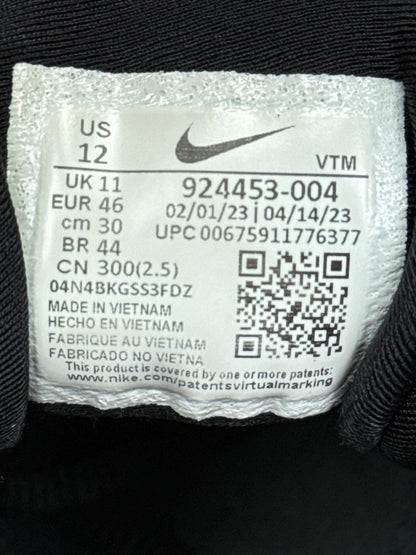 US
12
VTM
UK 11
EUR 46
cm 30
BR 44
CN 300(2.5)
924453-004
02/01/23 | 04/14/23
UPC 00675911776377
04N4BKGSS3FDZ
MADE IN VIETNAM
HECHO EN VIETNAM
FABRIQUE AU VIETNAM
FABRICADO NO VIETNA
This product is covered by one or more patents:
www.nike.com/patentsvirtualmarking